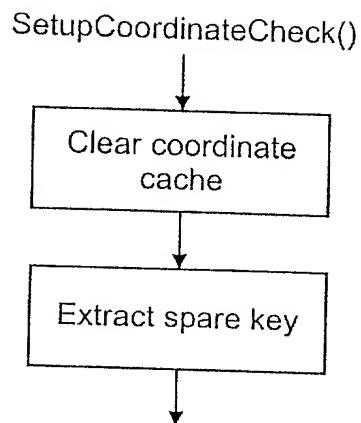 SetupCoordinateCheck()
Clear coordinate
cache
Extract spare key